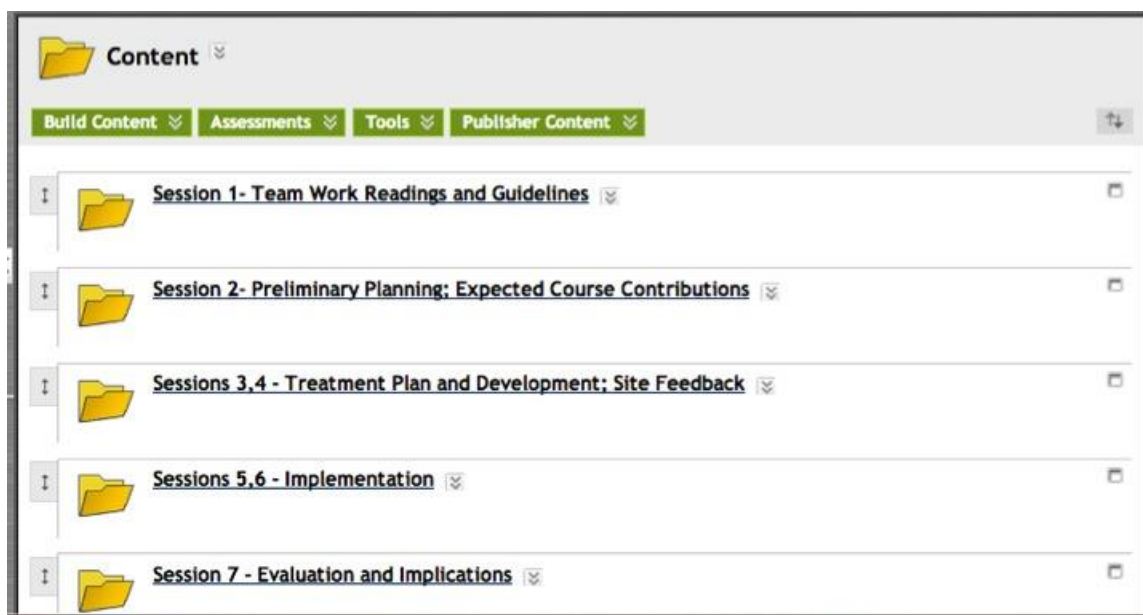 Content
Build Content Assessments Tools Publisher Content
Session 1- Team Work Readings and Guidelines
Session 2- Preliminary Planning; Expected Course Contributions
Sessions 3,4 - Treatment Plan and Development; Site Feedback
Sessions 5,6 - Implementation
Session 7 - Evaluation and Implications